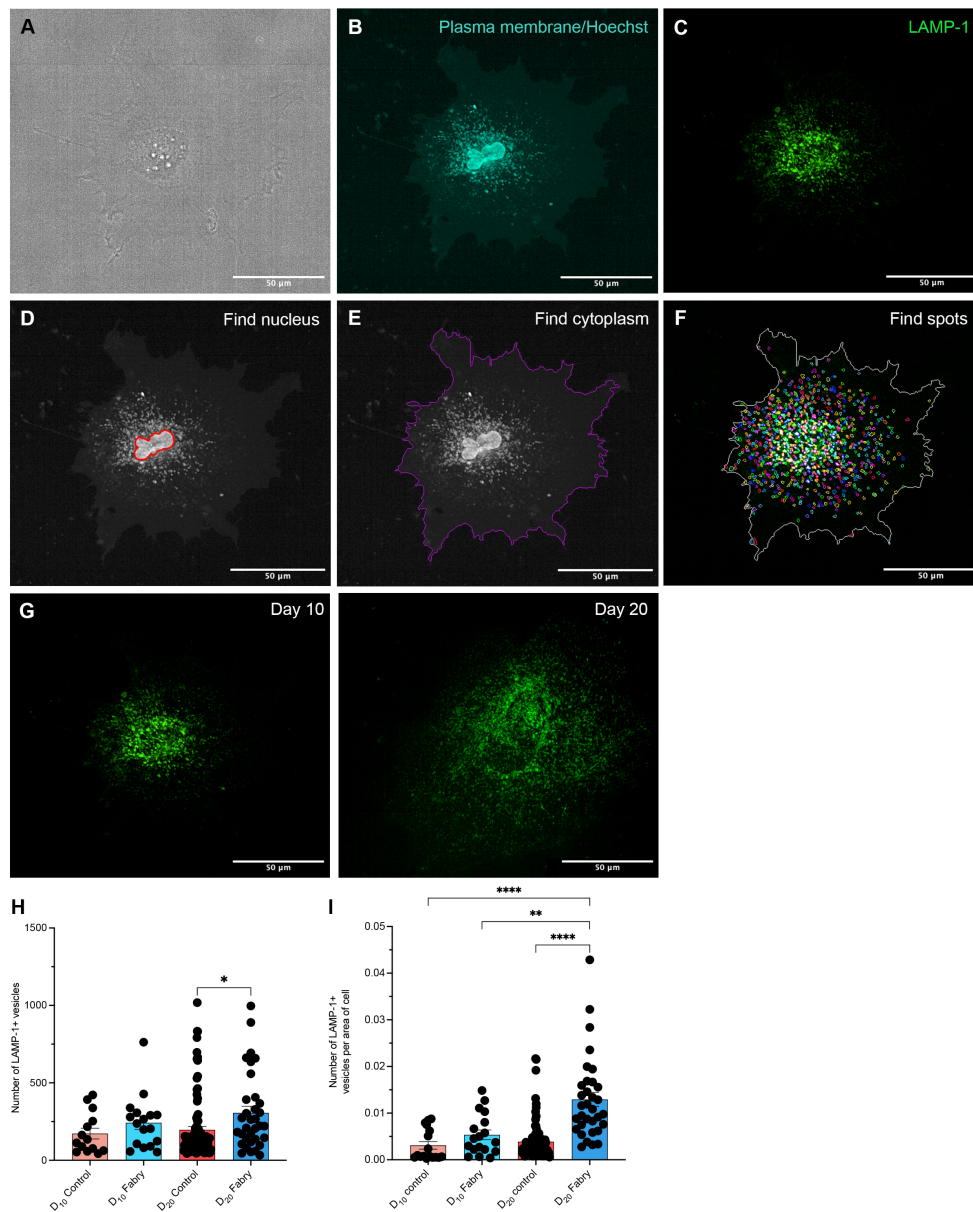 A
50 µm
B
Plasma membrane/Hoechst
50 µm
C
LAMP-1
50 µm
D
Find nucleus
50 µm
E
Find cytoplasm
50 µm
F
Find spots
50 µm
G
Day 10
50 µm
Day 20
50 µm
H
Number of LAMP-1+ vesicles
1500
1000
500
0
*
D10 Control
D10 Fabry
D20 Control
D20 Fabry
I
Number of LAMP-1+
vesicles per area of cell
0.05
0.04
0.03
0.02
0.01
0.00
****
**
****
D10 Control
D10 Fabry
D20 control
D20 Fabry